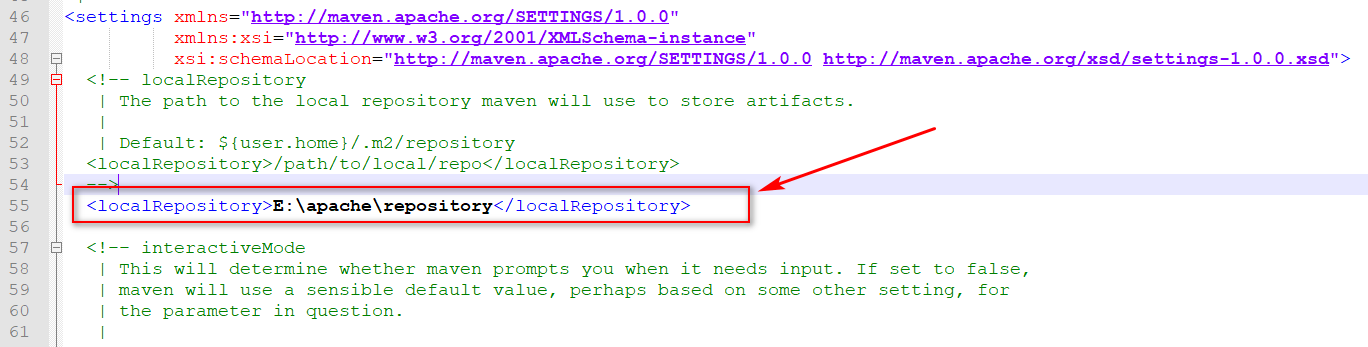 46 <settings xmlns="http://maven.apache.org/SETTINGS/1.0.0"
47 xmlns:xsi="http://www.w3.org/2001/XMLSchema-instance"
48 xsi:schemaLocation="http://maven.apache.org/SETTINGS/1.0.0 http://maven.apache.org/xsd/settings-1.0.0.xsd">
49 <!-- localRepository
50 | The path to the local repository maven will use to store artifacts.
51 |
52 | Default: ${user.home}/.m2/repository
53 <localRepository>/path/to/local/repo</localRepository>
54 -->
55 <localRepository>E:\apache\repository</localRepository>
56
57 <!-- interactiveMode
58 | This will determine whether maven prompts you when it needs input. If set to false,
59 | maven will use a sensible default value, perhaps based on some other setting, for
60 | the parameter in question.
61 |